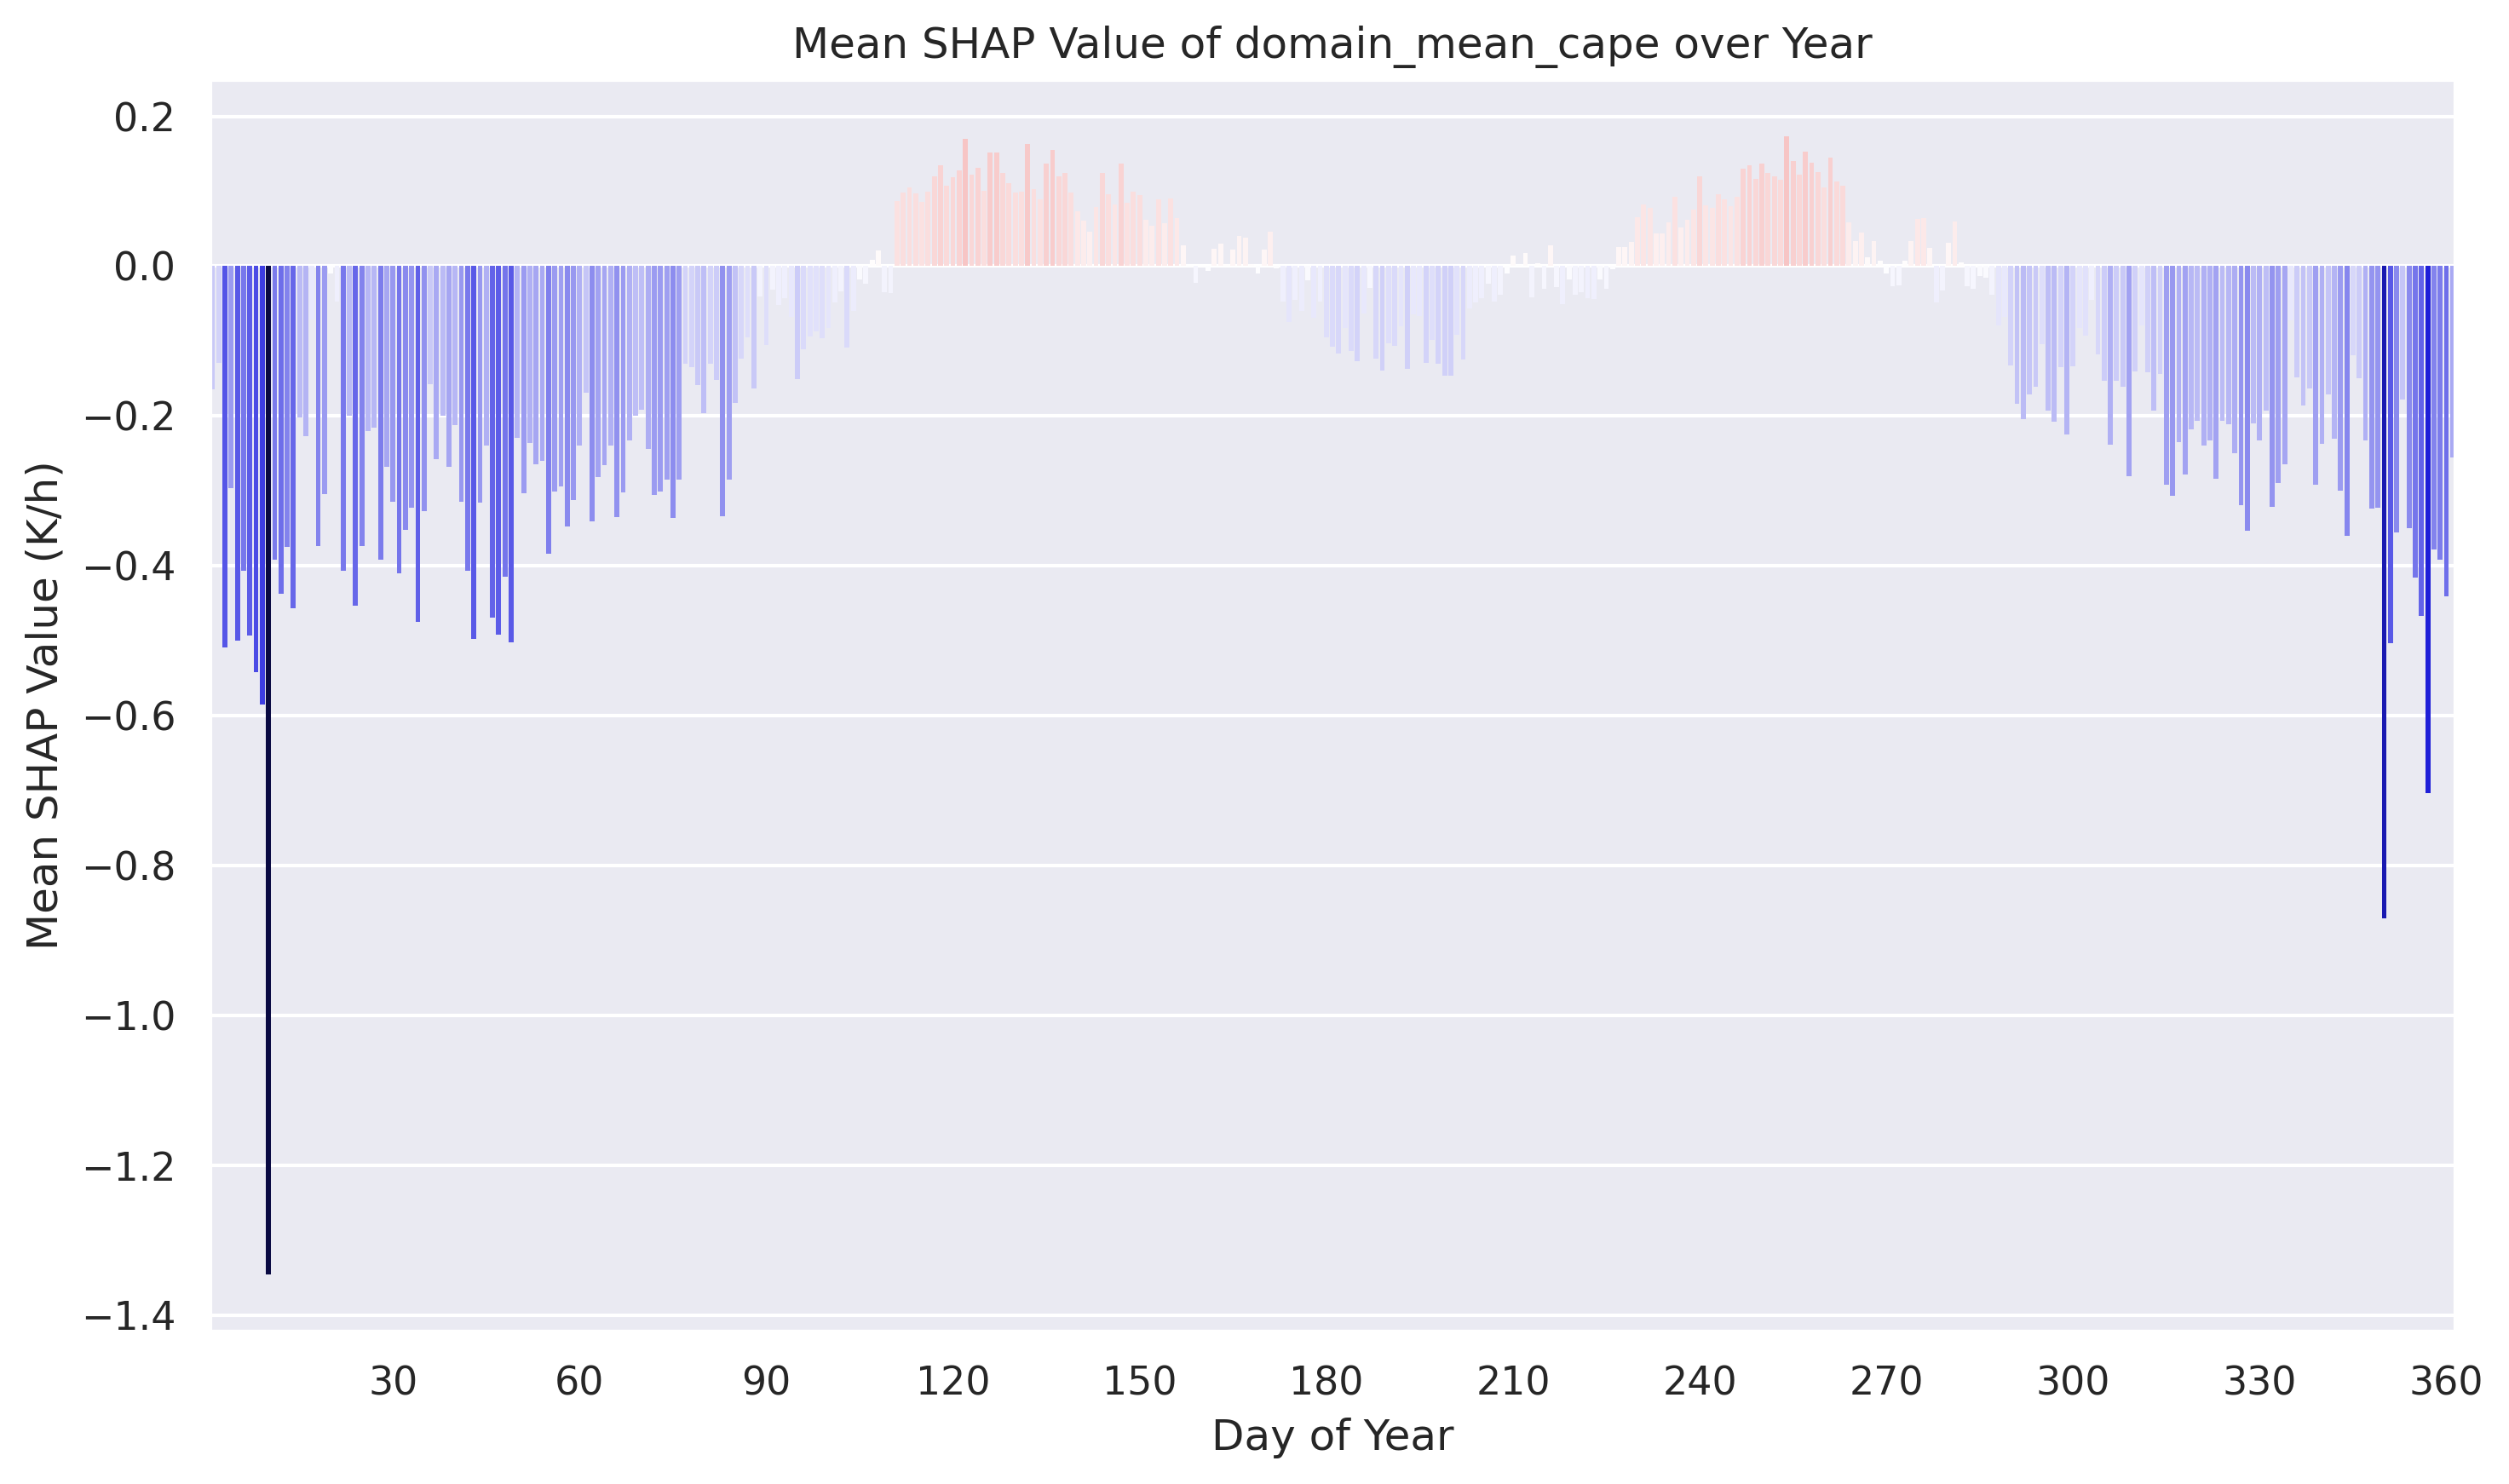 Mean SHAP Value of domain_mean_cape over Year
Mean SHAP Value (K/h)
0.2
0.0
−0.2
−0.4
−0.6
−0.8
−1.0
−1.2
−1.4
30 60 90 120 150 180 210 240 270 300 330 360
Day of Year